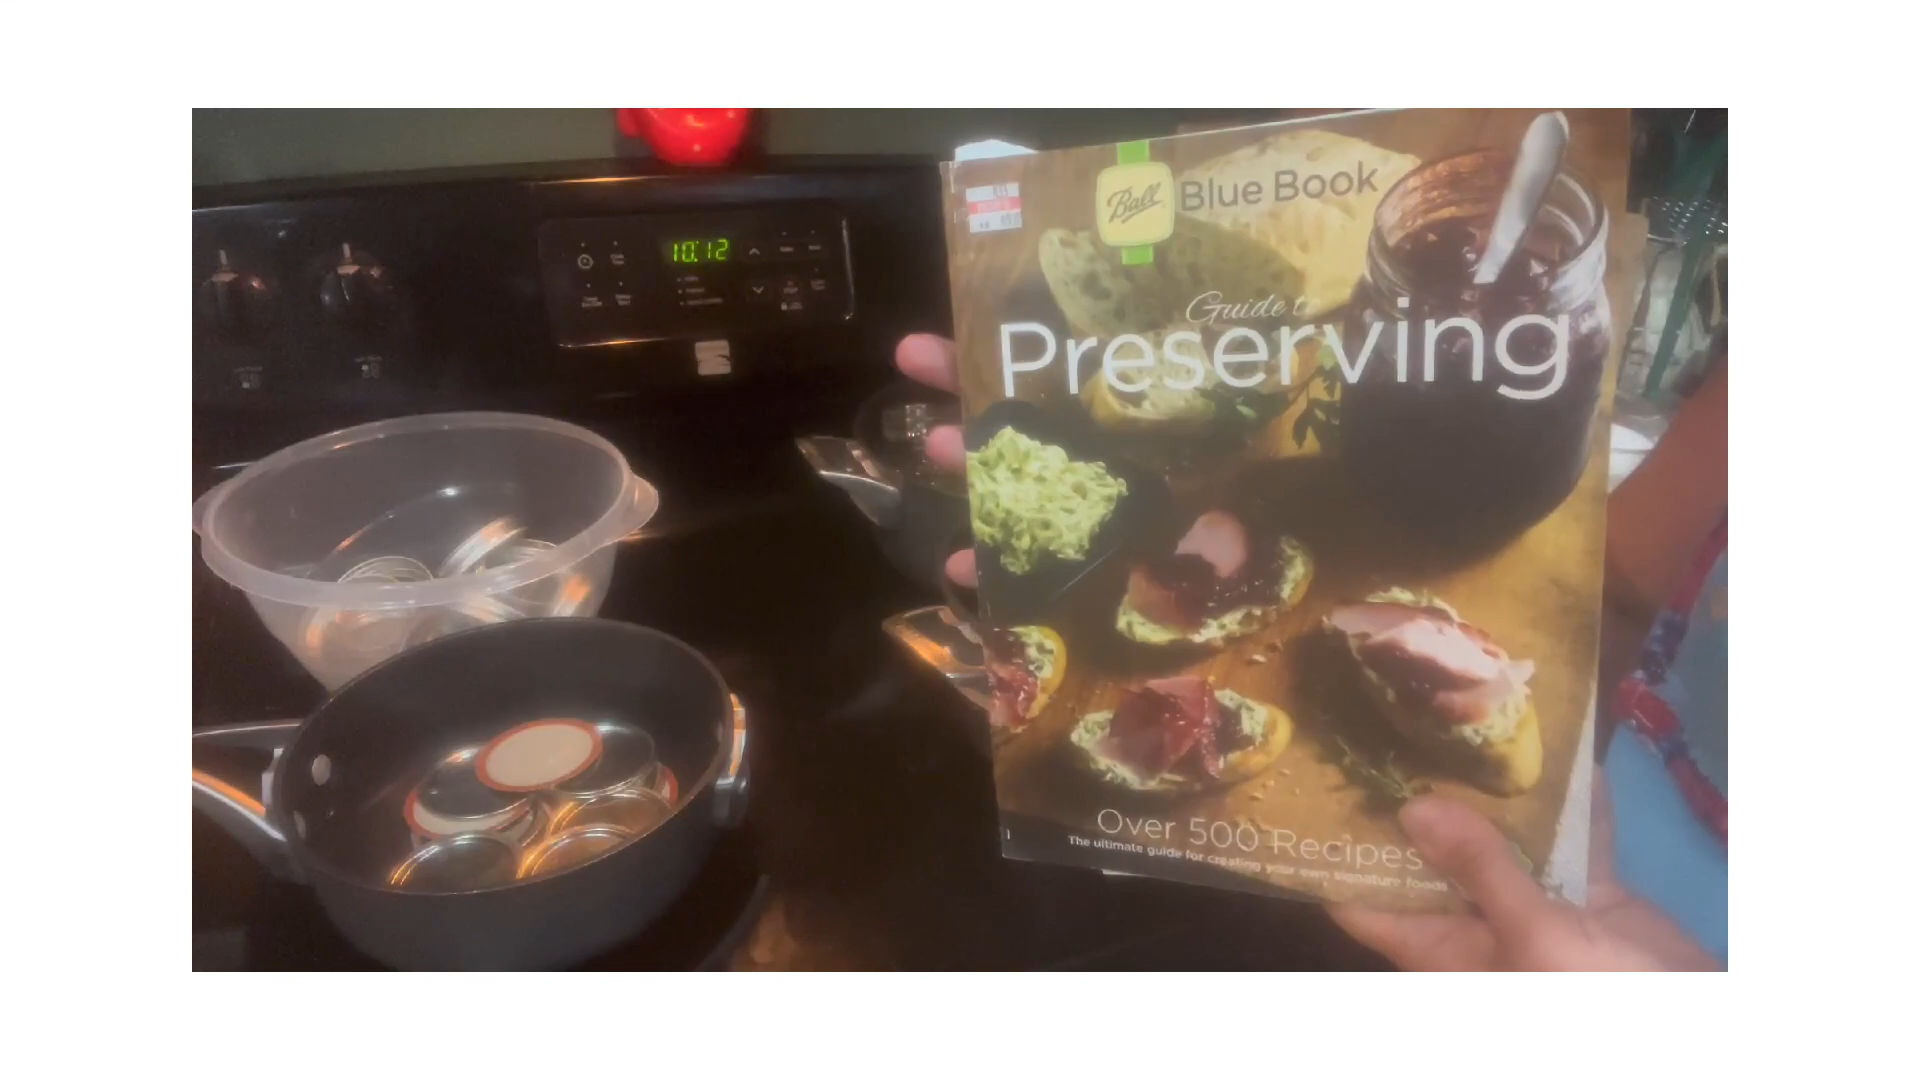 10:12
Ball
Blue Book
Guide to
Preserving
Over 500 Recipes
The ultimate guide for creating your own signature foods